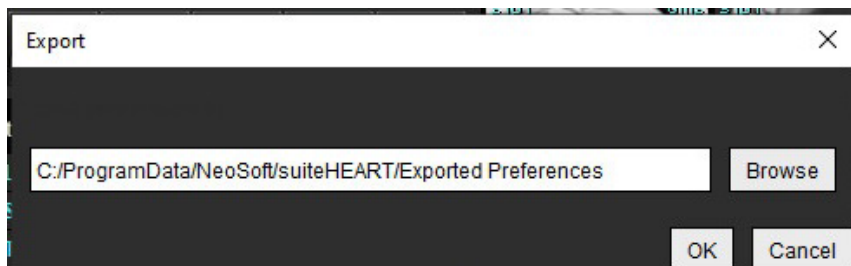 Export
C:/ProgramData/NeoSoft/suiteHEART/Exported Preferences
Browse
OK
Cancel